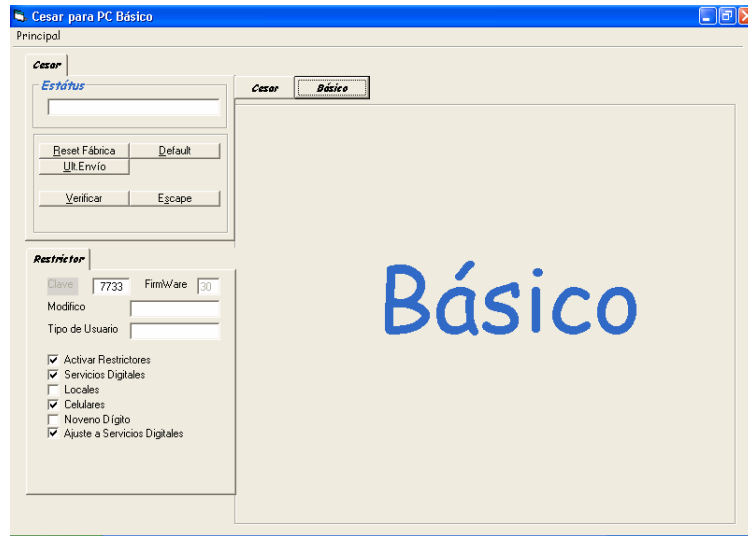 Cesar para PC Básico
Principal
Cesar
Estátus
Cesar Básico
Reset Fábrica Default
Ult.Envío
Verificar Escape
Restrictor
Clave 7733 FirmWare 30
Modifico
Tipo de Usuario
Activar Restrictores
Servicios Digitales
Locales
Celulares
Noveno Dígito
Ajuste a Servicios Digitales
Básico